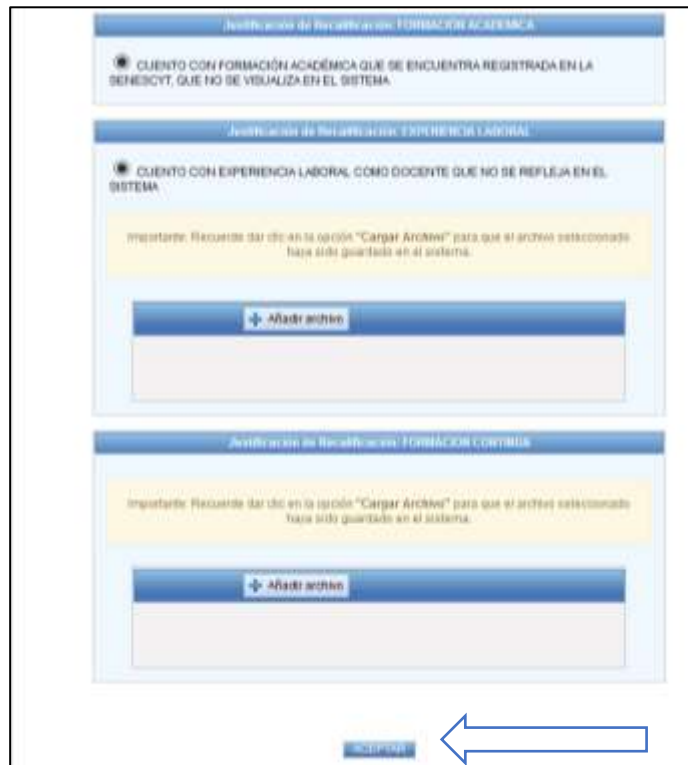 Justificación de Recalificación: FORMACIÓN ACADÉMICA
CUENTO CON FORMACIÓN ACADÉMICA QUE SE ENCUENTRA REGISTRADA EN LA
SENESCYT, QUE NO SE VISUALIZA EN EL SISTEMA
Justificación de Recalificación: EXPERIENCIA LABORAL
CUENTO CON EXPERIENCIA LABORAL COMO DOCENTE QUE NO SE REFLEJA EN EL
SISTEMA
Importante: Recuerde dar clic en la opción "Cargar Archivo" para que el archivo seleccionado
haya sido guardado en el sistema.
Añadir archivo
Justificación de Recalificación: FORMACION CONTINUA
Importante: Recuerde dar clic en la opción "Cargar Archivo" para que el archivo seleccionado
haya sido guardado en el sistema.
Añadir archivo
ACEPTAR